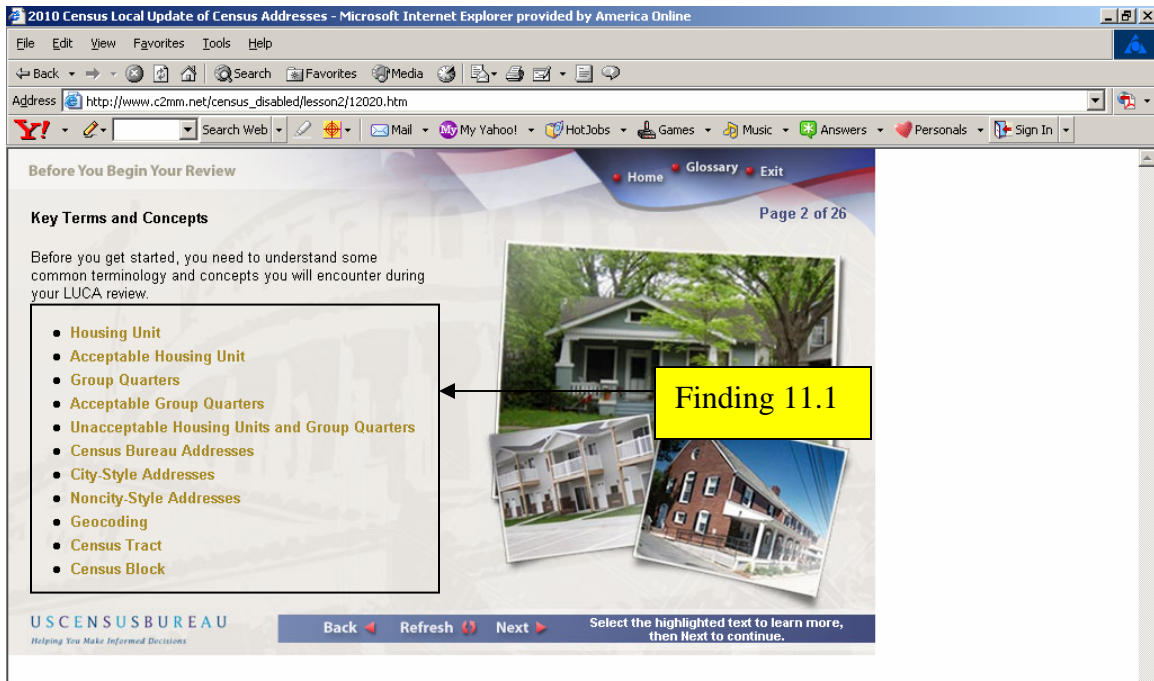 2010 Census Local Update of Census Addresses - Microsoft Internet Explorer provided by America Online
File Edit View Favorites Tools Help
Back Search Favorites Media
Address http://www.c2mm.net/census_disabled/lesson2/12020.htm
Y! Search Web Mail My Yahoo! HotJobs Games Music Answers Personals Sign In
Before You Begin Your Review
Home Glossary Exit
Key Terms and Concepts
Page 2 of 26
Before you get started, you need to understand some
common terminology and concepts you will encounter during
your LUCA review.
Housing Unit
Acceptable Housing Unit
Group Quarters
Acceptable Group Quarters
Unacceptable Housing Units and Group Quarters
Census Bureau Addresses
City-Style Addresses
Noncity-Style Addresses
Geocoding
Census Tract
Census Block
Finding 11.1
USCENSUSBUREAU
Helping You Make Informed Decisions
Back Refresh Next
Select the highlighted text to learn more,
then Next to continue.